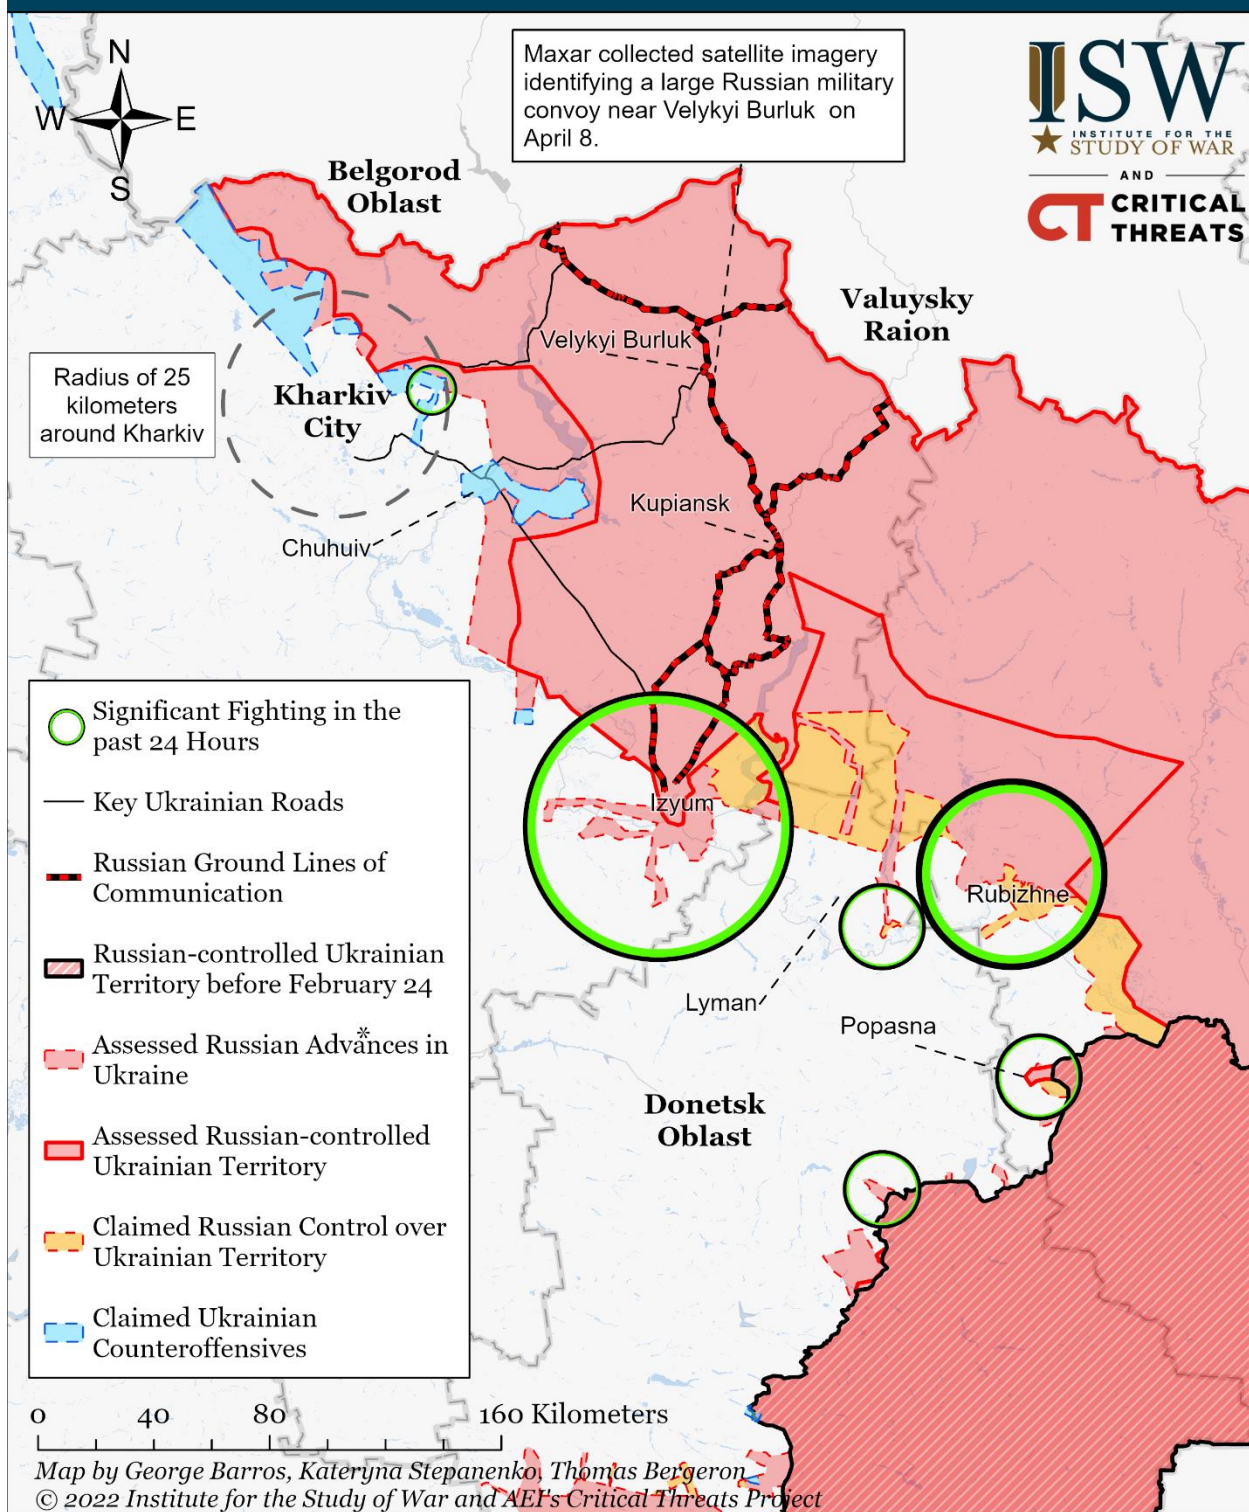 N
W
E
S
Maxar collected satellite imagery
identifying a large Russian military
convoy near Velykyi Burluk on
April 8.
ISW
INSTITUTE FOR THE
STUDY OF WAR
AND
CT CRITICAL
THREATS
Belgorod
Oblast
Valuysky
Raion
Velykyi Burluk
Radius of 25
kilometers
around Kharkiv
Kharkiv
City
Kupiansk
Chuhuiv
Izyum
Rubizhne
Lyman
Popasna
Donetsk
Oblast
Significant Fighting in the
past 24 Hours
Key Ukrainian Roads
Russian Ground Lines of
Communication
Russian-controlled Ukrainian
Territory before February 24
Assessed Russian Advances in
Ukraine
*
Assessed Russian-controlled
Ukrainian Territory
Claimed Russian Control over
Ukrainian Territory
Claimed Ukrainian
Counteroffensives
0 40 80 160 Kilometers
Map by George Barros, Kateryna Stepanenko, Thomas Bergeron
© 2022 Institute for the Study of War and AEI's Critical Threats Project